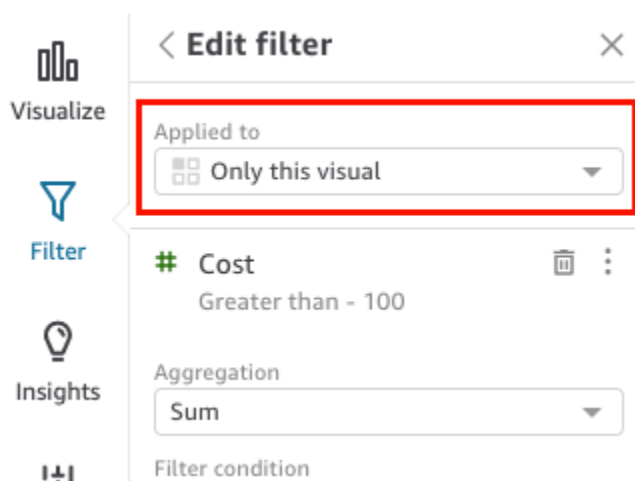 Edit filter
Visualize
Applied to
Only this visual
Filter
# Cost
Greater than - 100
Insights
Aggregation
Sum
Filter condition